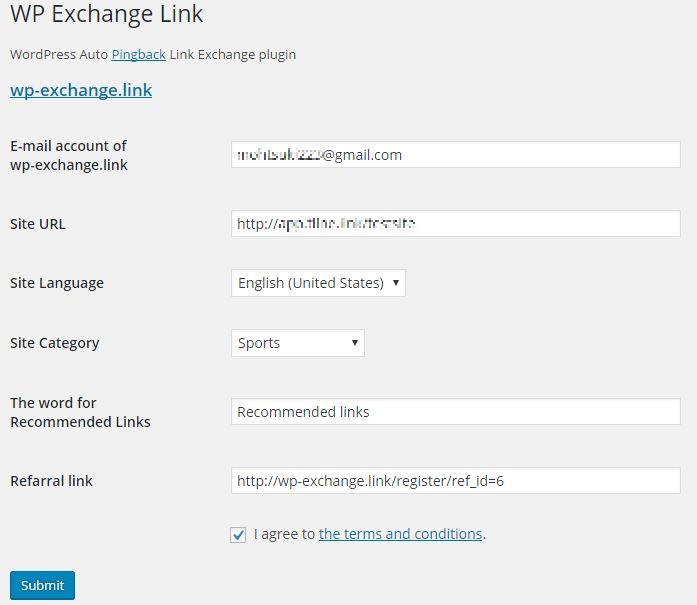 WP Exchange Link
WordPress Auto Pingback Link Exchange plugin
wp-exchange.link
E-mail account of
wp-exchange.link
@gmail.com
Site URL
http://
Site Language
English (United States)
Site Category
Sports
The word for
Recommended Links
Recommended links
Refarral link
http://wp-exchange.link/register/ref_id=6
I agree to the terms and conditions.
Submit